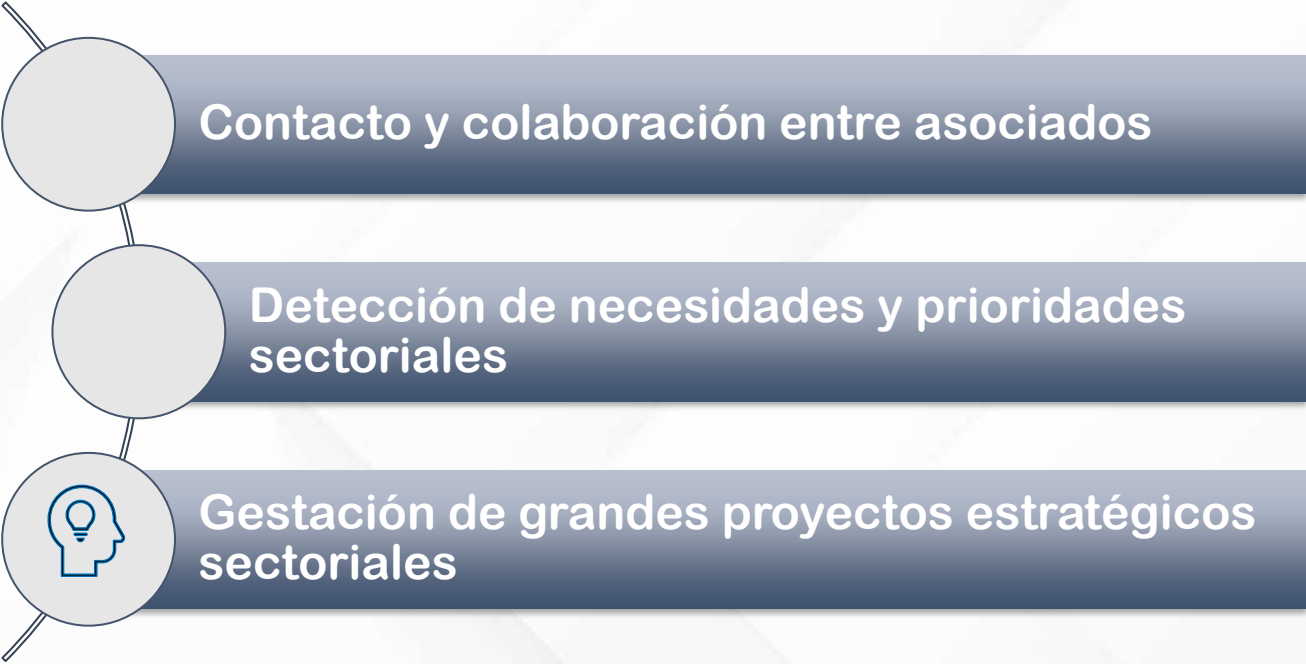 Contacto y colaboración entre asociados
Detección de necesidades y prioridades
sectoriales
Gestación de grandes proyectos estratégicos
sectoriales